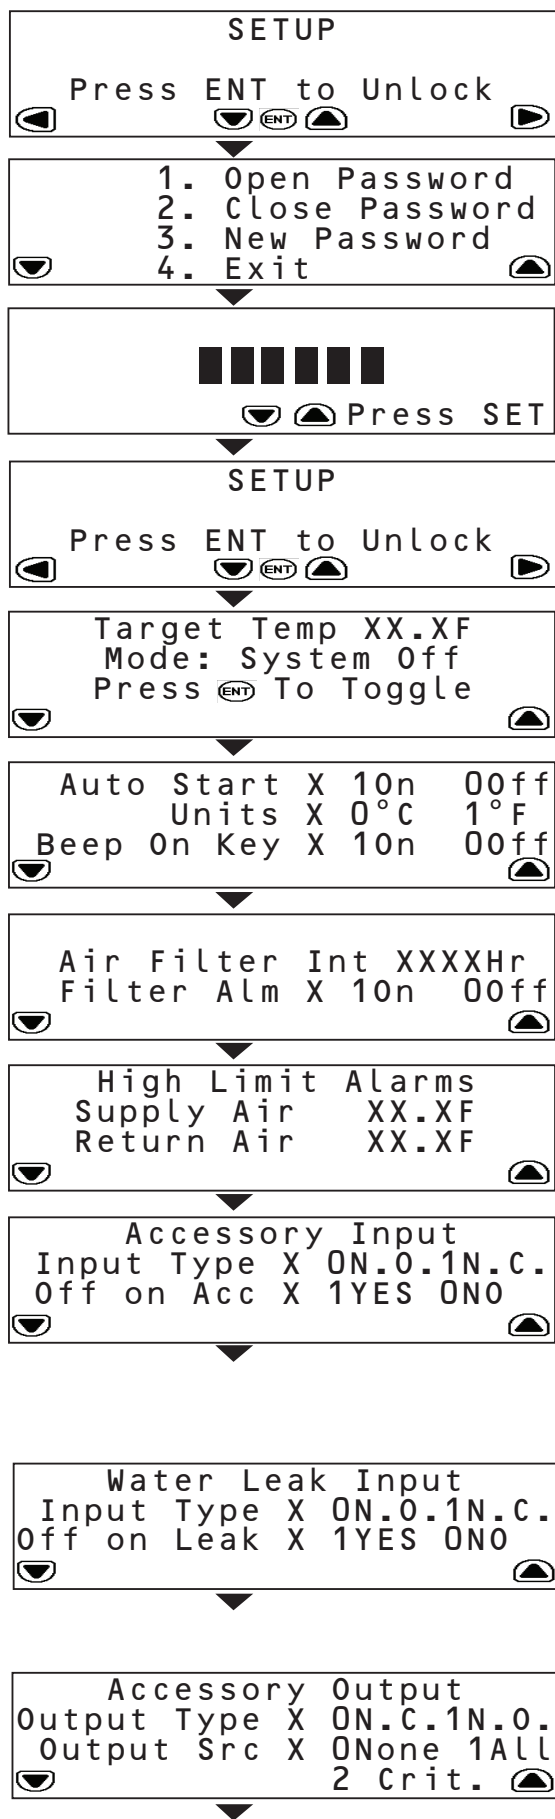 SETUP
Press ENT to Unlock
ENT
1. Open Password
2. Close Password
3. New Password
4. Exit
Press SET
SETUP
Press ENT to Unlock
ENT
Target Temp XX.XF
Mode: System Off
Press ENT To Toggle
Auto Start X 1On 0Off
Units X 0°C 1°F
Beep On Key X 1On 0Off
Air Filter Int XXXXHr
Filter Alm X 1On 0Off
High Limit Alarms
Supply Air XX.XF
Return Air XX.XF
Accessory Input
Input Type X 0N.O.1N.C.
Off on Acc X 1YES 0NO
Water Leak Input
Input Type X 0N.O.1N.C.
Off on Leak X 1YES 0NO
Accessory Output
Output Type X 0N.C.1N.O.
Output Src X 0None 1All
2 Crit.